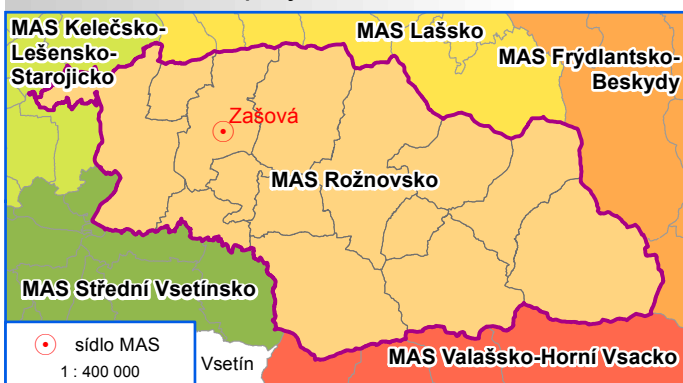 MAS Kelečsko-
Lešensko-
Starojicko
MAS Lašsko
MAS Frýdlantsko-
Beskydy
Zašová
MAS Rožnovsko
MAS Střední Vsetínsko
sídlo MAS
1 : 400 000
Vsetín
MAS Valašsko-Horní Vsacko